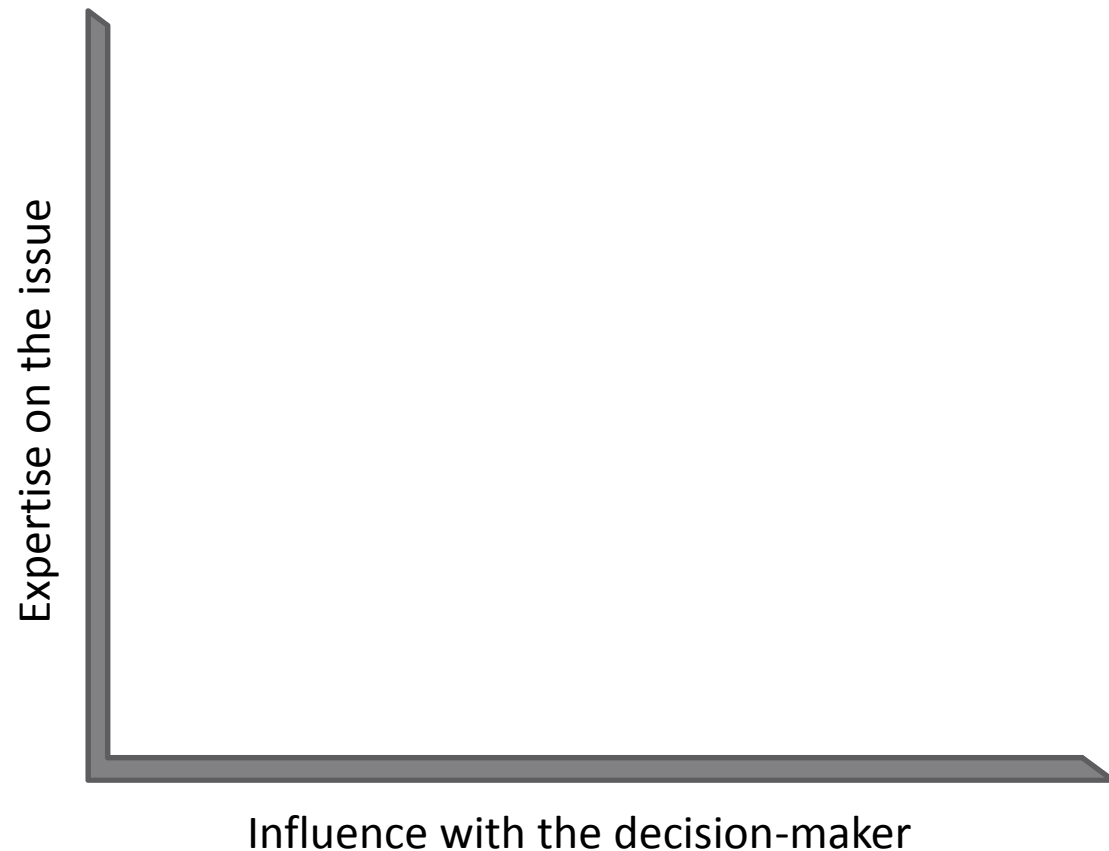 Expertise on the issue
Influence with the decision-maker